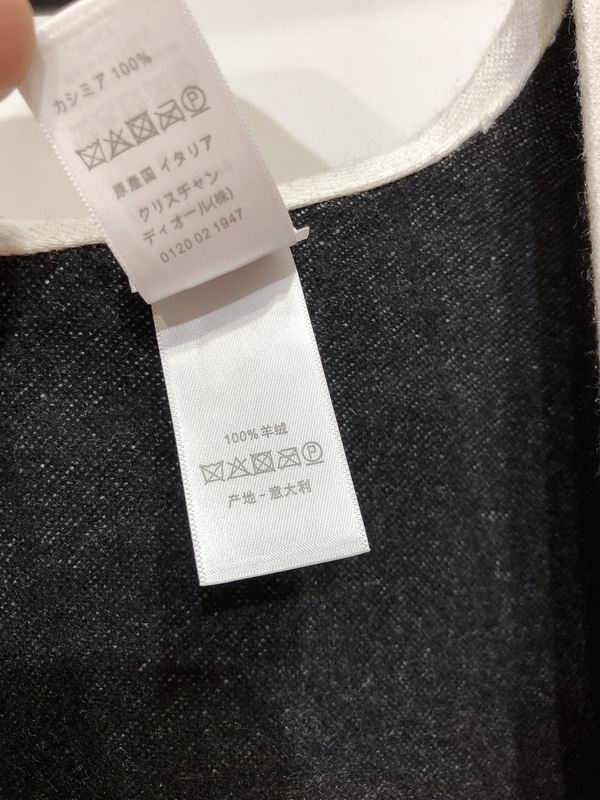 カシミア 100%
P
原産国 イタリア
クリスチャン
ディオール(株)
0120 02 1947
100%羊绒
P
产地 - 意大利